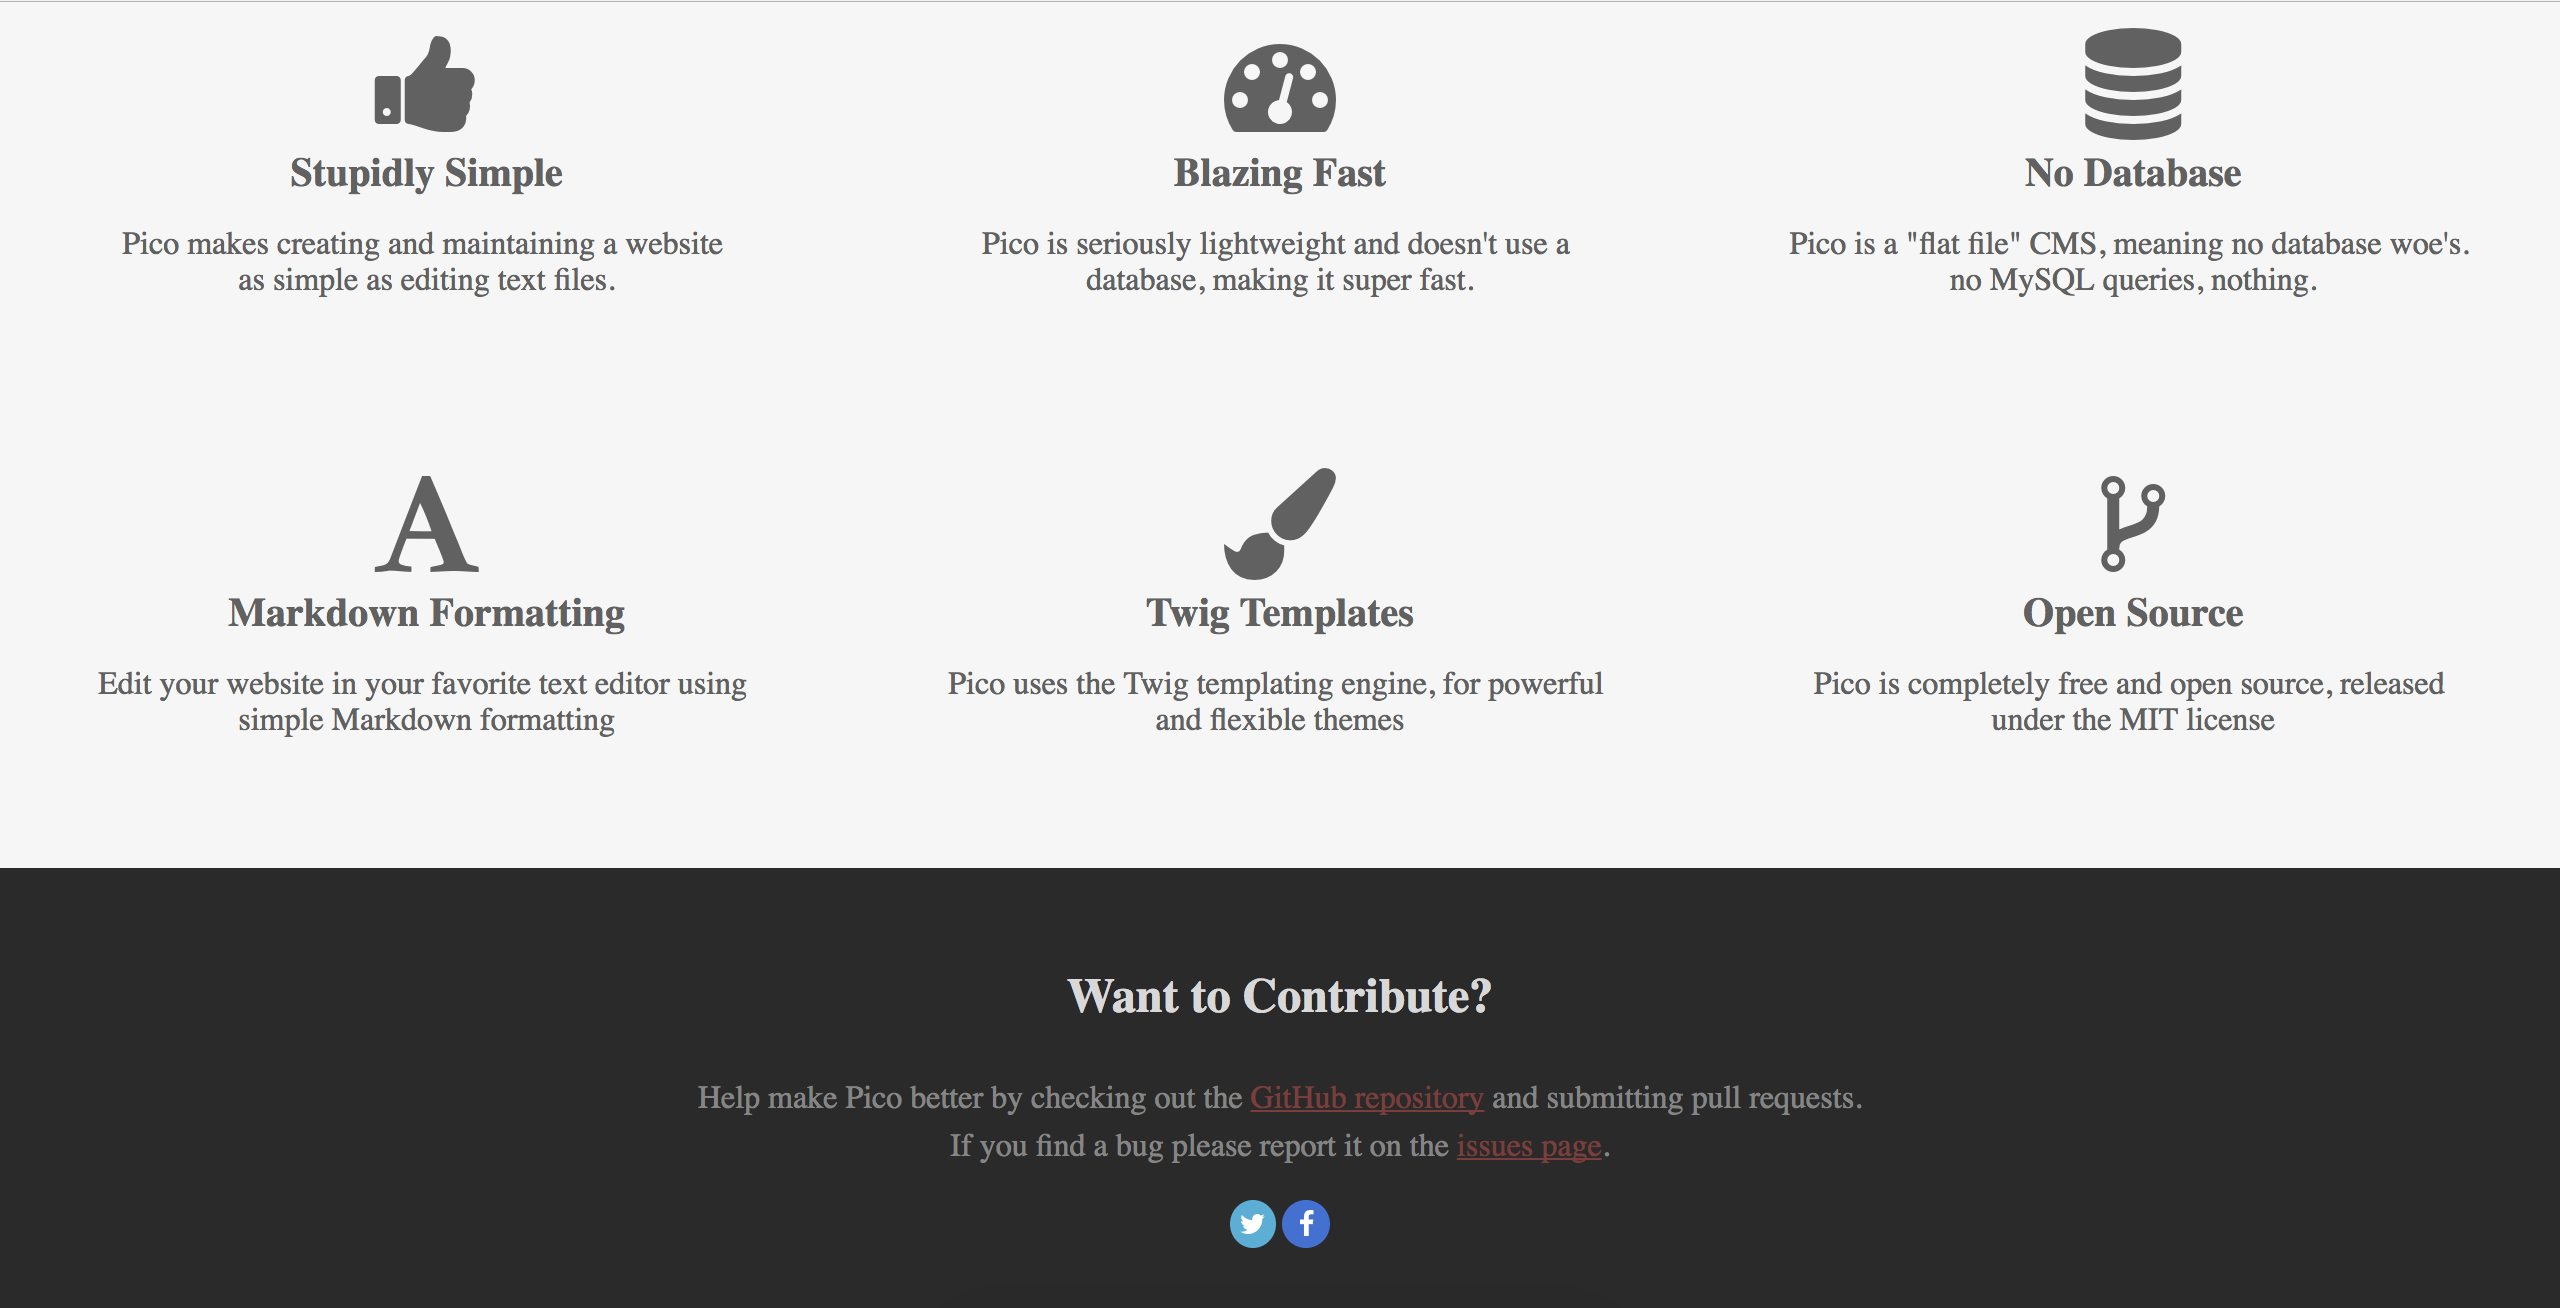 Stupidly Simple
Pico makes creating and maintaining a website
as simple as editing text files.
Blazing Fast
Pico is seriously lightweight and doesn't use a
database, making it super fast.
No Database
Pico is a "flat file" CMS, meaning no database woe's.
no MySQL queries, nothing.
Markdown Formatting
Edit your website in your favorite text editor using
simple Markdown formatting
Twig Templates
Pico uses the Twig templating engine, for powerful
and flexible themes
Open Source
Pico is completely free and open source, released
under the MIT license
Want to Contribute?
Help make Pico better by checking out the GitHub repository and submitting pull requests.
If you find a bug please report it on the issues page.